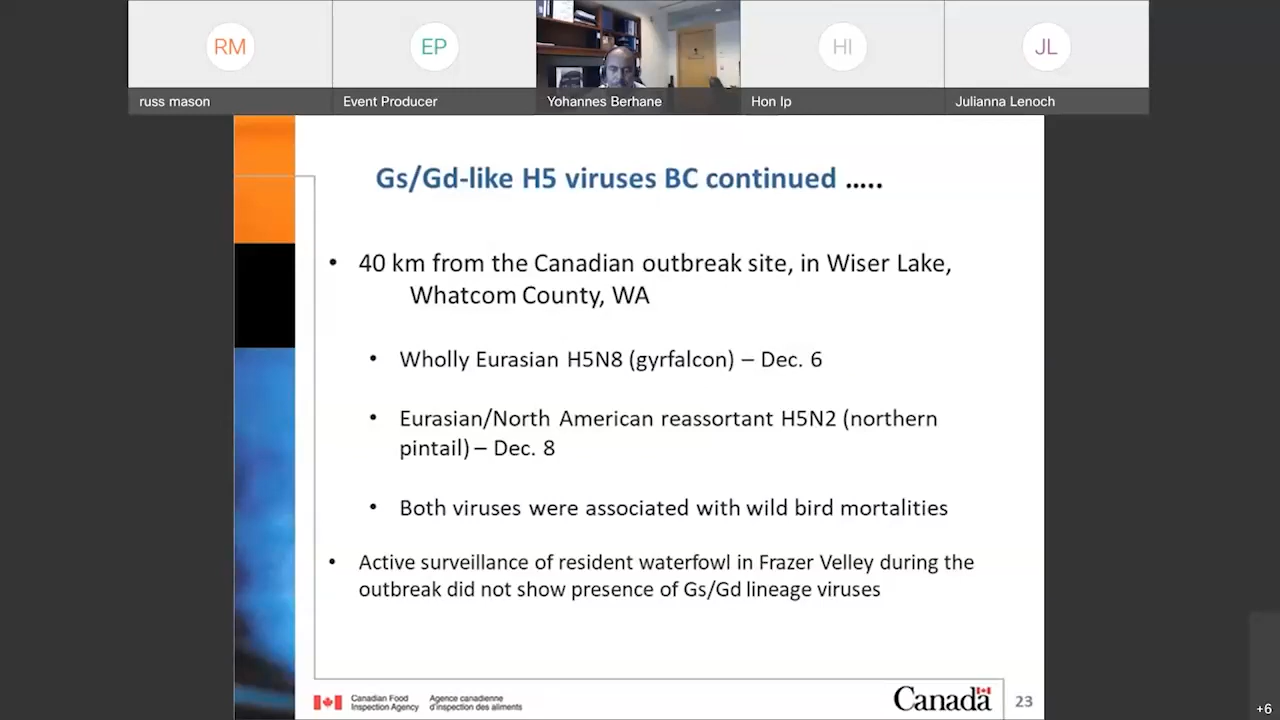 RM
EP
HI
JL
russ mason
Event Producer
Yohannes Berhane
Hon Ip
Julianna Lenoch
Gs/Gd-like H5 viruses BC continued .....
• 40 km from the Canadian outbreak site, in Wiser Lake,
Whatcom County, WA
• Wholly Eurasian H5N8 (gyrfalcon) – Dec. 6
• Eurasian/North American reassortant H5N2 (northern
pintail) – Dec. 8
• Both viruses were associated with wild bird mortalities
• Active surveillance of resident waterfowl in Frazer Velley during the
outbreak did not show presence of Gs/Gd lineage viruses
Canadian Food
Inspection Agency
Agence canadienne
d'inspection des aliments
Canada
23
+6